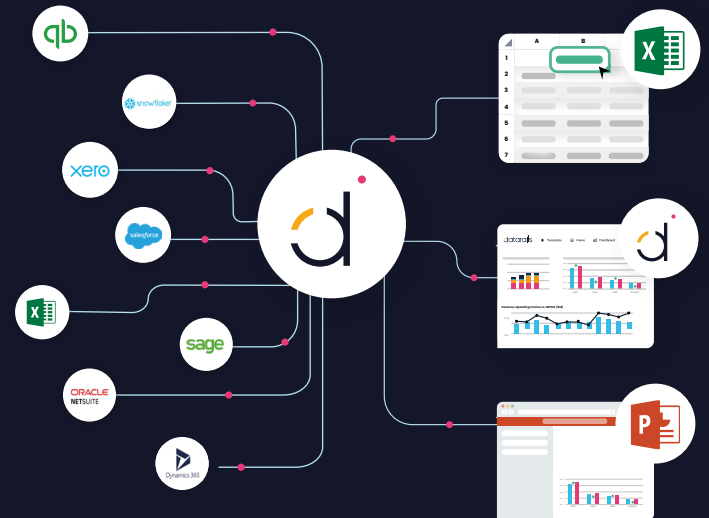 qb
snowflake
xero
salesforce
X
sage
ORACLE
NETSUITE
Dynamics 365
A B
1
2
3
4
5
6
7
X
datarails Templates Home Dashboard
P